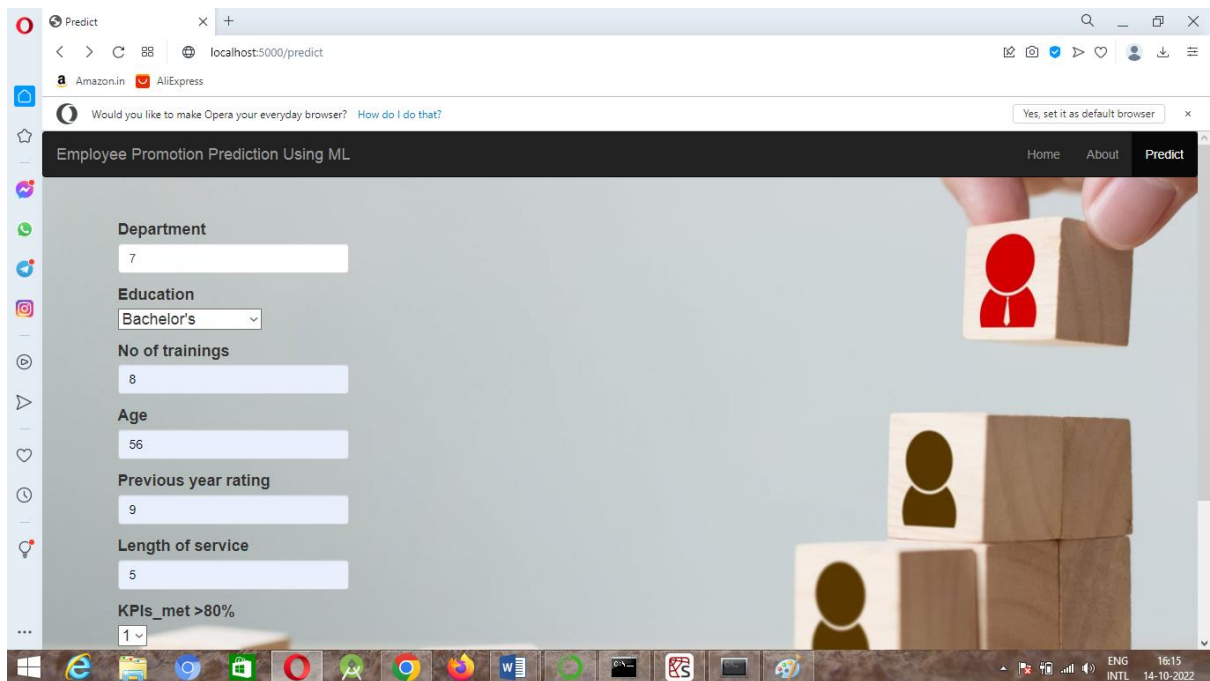 Predict
localhost:5000/predict
a Amazon.in AliExpress
Would you like to make Opera your everyday browser? How do I do that? Yes, set it as default browser
Employee Promotion Prediction Using ML Home About Predict
Department
7
Education
Bachelor's
No of trainings
8
Age
56
Previous year rating
9
Length of service
5
KPIs_met >80%
1
ENG 16:15
INTL 14-10-2022